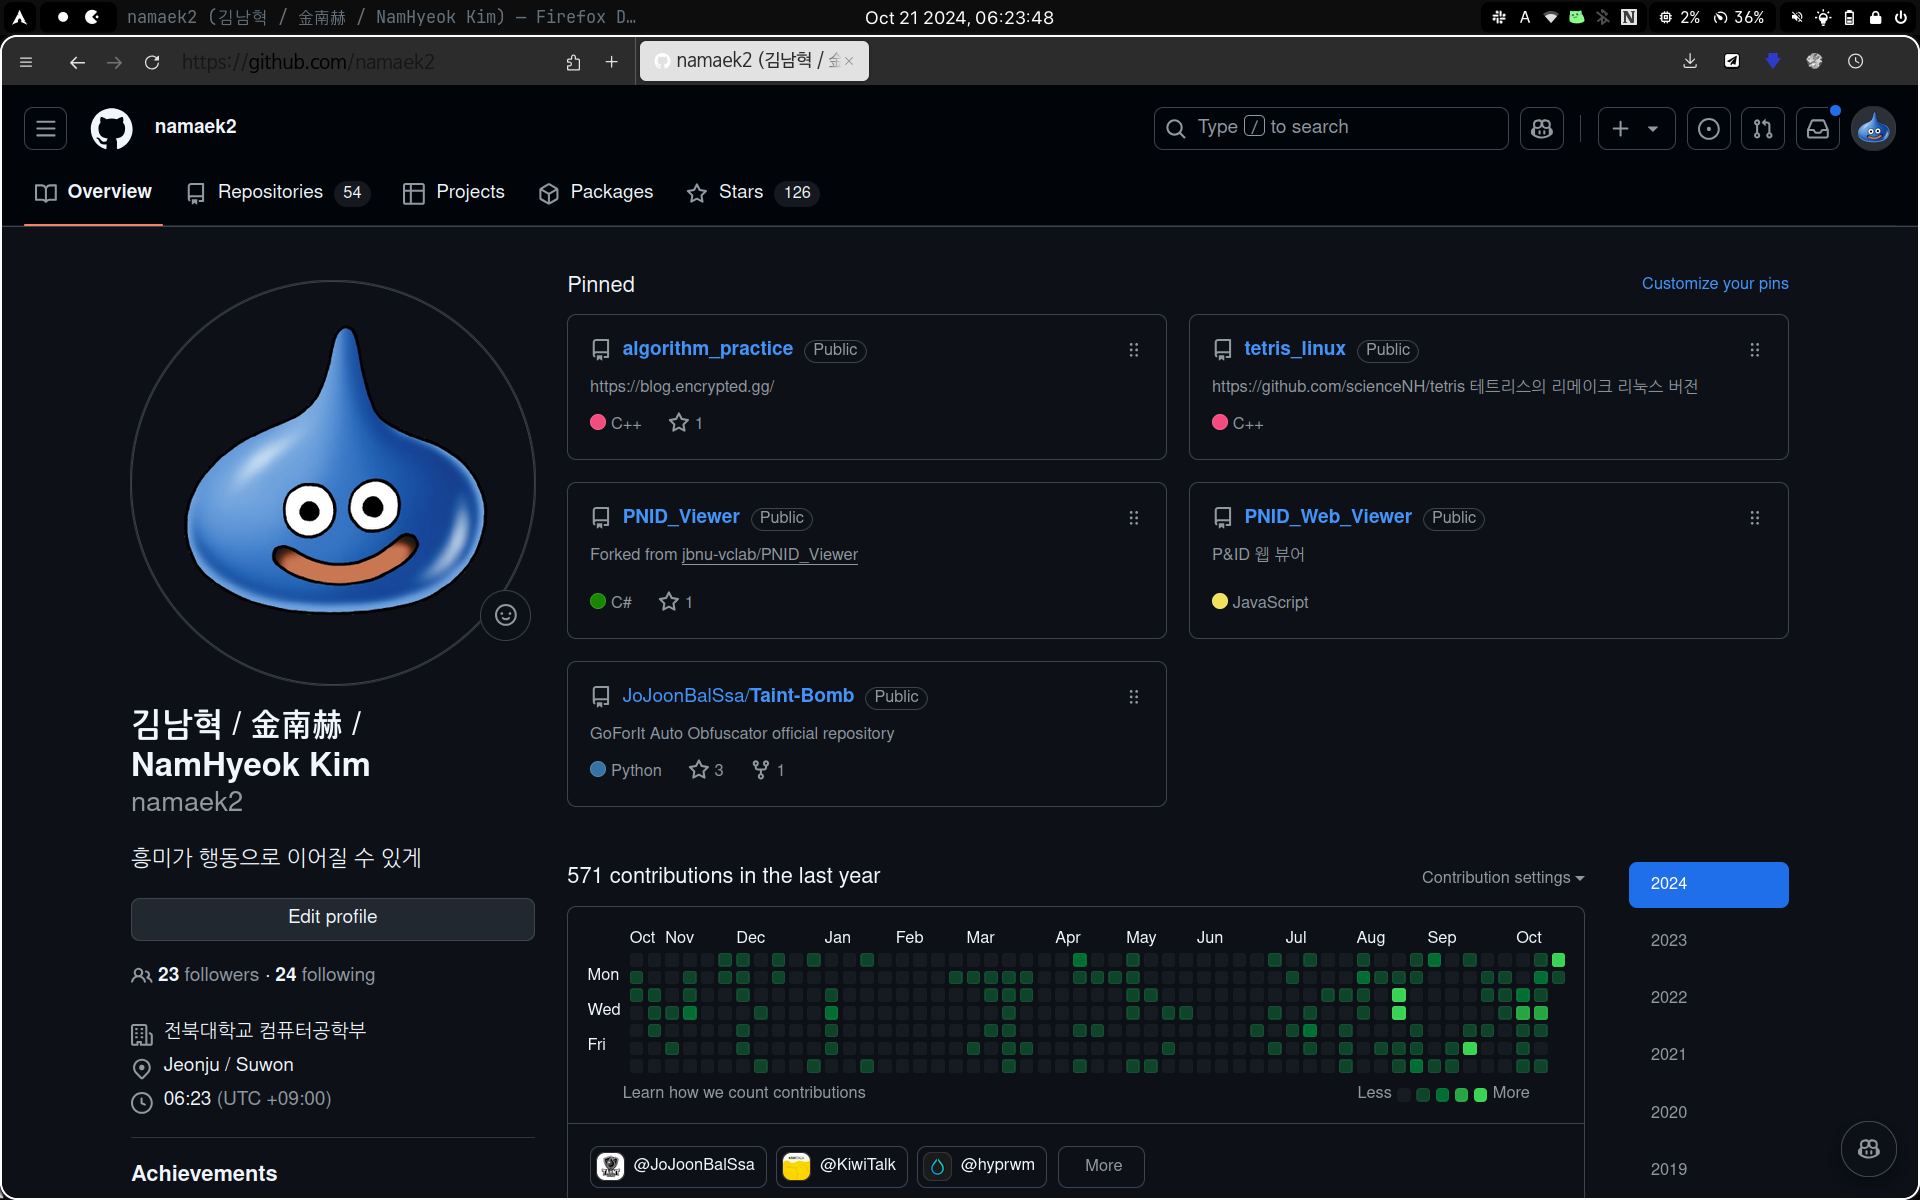 namaek2 (김남혁 / 金南赫 / NamHyeok Kim) — Firefox D…
Oct 21 2024, 06:23:48
A
N
2%
36%
https://github.com/namaek2
namaek2 (김남혁 / 金
namaek2
Type / to search
Overview
Repositories 54
Projects
Packages
Stars 126
Pinned
Customize your pins
algorithm_practice Public
https://blog.encrypted.gg/
C++ 1
tetris_linux Public
https://github.com/scienceNH/tetris 테트리스의 리메이크 리눅스 버전
C++
PNID_Viewer Public
Forked from jbnu-vclab/PNID_Viewer
C# 1
PNID_Web_Viewer Public
P&ID 웹 뷰어
JavaScript
JoJoonBalSsa/Taint-Bomb Public
GoForIt Auto Obfuscator official repository
Python 3 1
김남혁 / 金南赫 /
NamHyeok Kim
namaek2
흥미가 행동으로 이어질 수 있게
Edit profile
23 followers · 24 following
전북대학교 컴퓨터공학부
Jeonju / Suwon
06:23 (UTC +09:00)
Achievements
571 contributions in the last year
Contribution settings
Oct Nov Dec Jan Feb Mar Apr May Jun Jul Aug Sep Oct
Mon
Wed
Fri
Learn how we count contributions
Less More
@JoJoonBalSsa
@KiwiTalk
@hyprwm
More
2024
2023
2022
2021
2020
2019